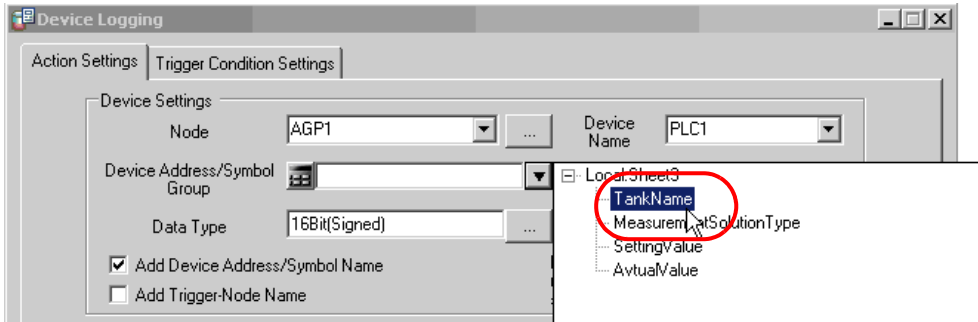 Device Logging
Action Settings
Trigger Condition Settings
Device Settings
Node
AGP1
...
Device Name
PLC1
Device Address/Symbol Group
Local:Sheet3
TankName
Data Type
16Bit(Signed)
...
MeasurementSolutionType
SettingValue
Add Device Address/Symbol Name
AvtualValue
Add Trigger-Node Name